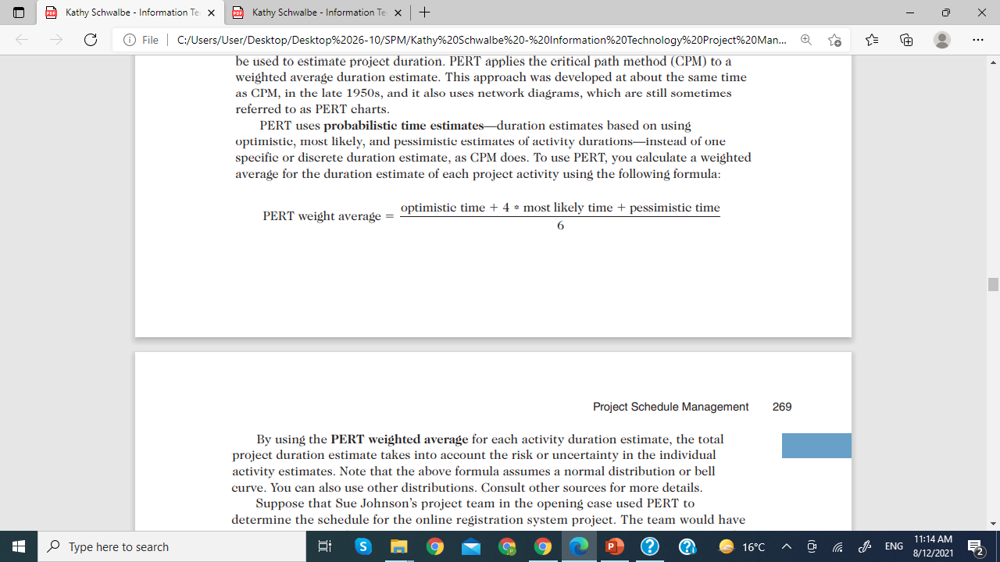 Kathy Schwalbe - Information Te
Kathy Schwalbe - Information Te
File
C:/Users/User/Desktop/Desktop%2026-10/SPM/Kathy%20Schwalbe%20-%20Information%20Technology%20Project%20Man...
be used to estimate project duration. PERT applies the critical path method (CPM) to a
weighted average duration estimate. This approach was developed at about the same time
as CPM, in the late 1950s, and it also uses network diagrams, which are still sometimes
referred to as PERT charts.
PERT uses probabilistic time estimates—duration estimates based on using
optimistic, most likely, and pessimistic estimates of activity durations—instead of one
specific or discrete duration estimate, as CPM does. To use PERT, you calculate a weighted
average for the duration estimate of each project activity using the following formula:
PERT weight average = optimistic time + 4 * most likely time + pessimistic time
6
Project Schedule Management 269
By using the PERT weighted average for each activity duration estimate, the total
project duration estimate takes into account the risk or uncertainty in the individual
activity estimates. Note that the above formula assumes a normal distribution or bell
curve. You can also use other distributions. Consult other sources for more details.
Suppose that Sue Johnson's project team in the opening case used PERT to
determine the schedule for the online registration system project. The team would have
Type here to search
16°C
ENG
11:14 AM
8/12/2021
2